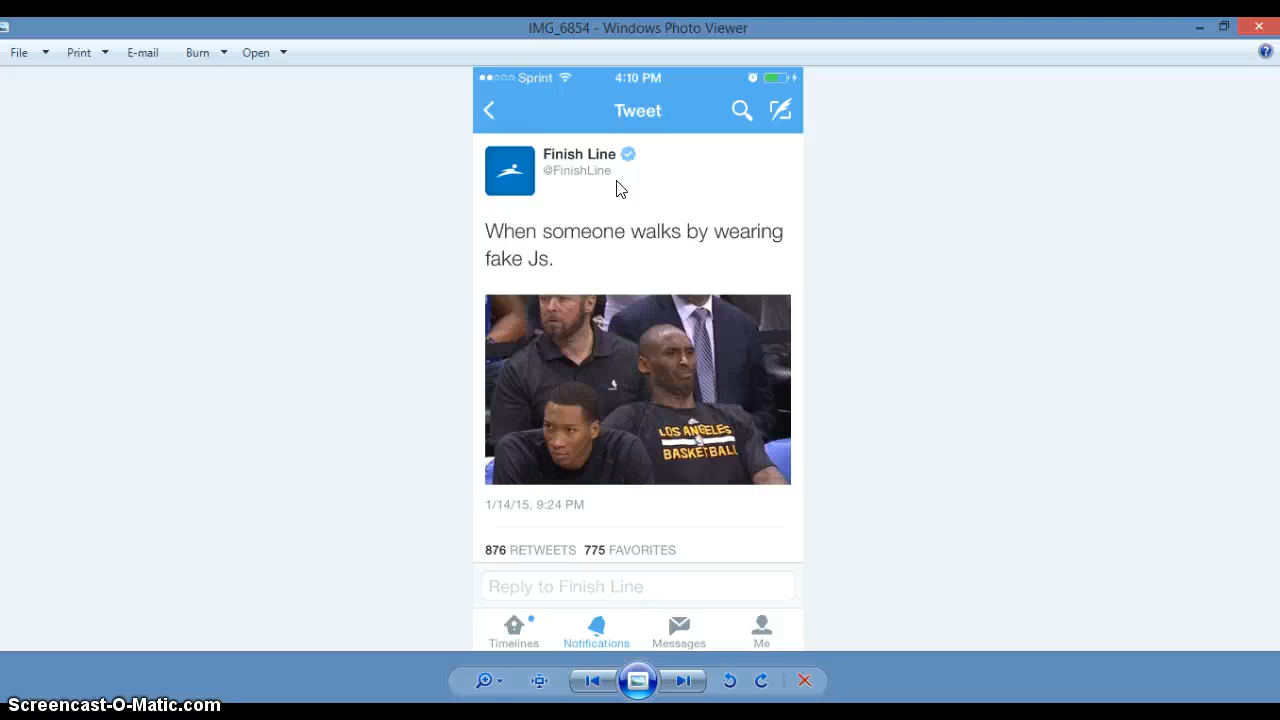 IMG_6854 - Windows Photo Viewer
File Print E-mail Burn Open
Sprint 4:10 PM
Tweet
Finish Line
@FinishLine
When someone walks by wearing
fake Js.
LOS ANGELES
BASKETBALL
1/14/15, 9:24 PM
876 RETWEETS 775 FAVORITES
Reply to Finish Line
Timelines Notifications Messages Me
Screencast-O-Matic.com